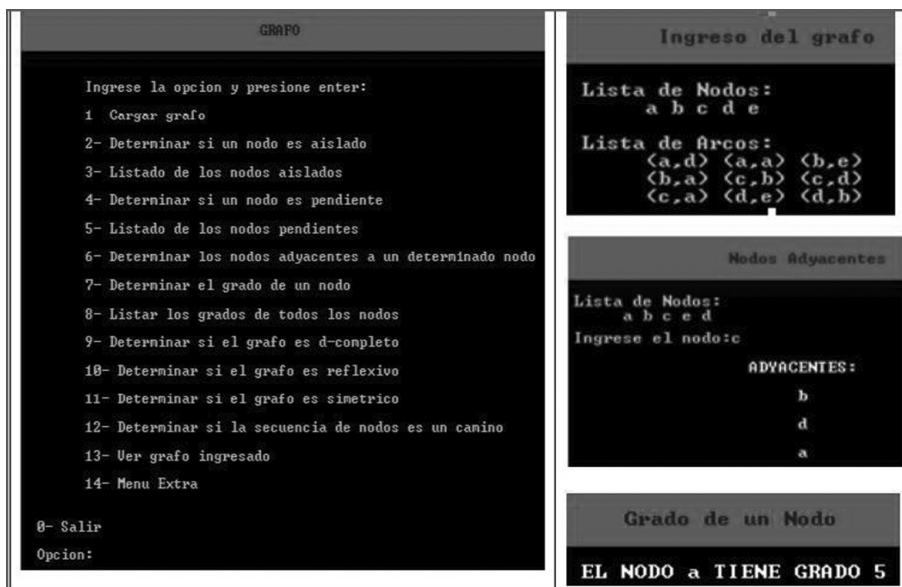 GRAFO
Ingrese la opcion y presione enter:
1 Cargar grafo
2- Determinar si un nodo es aislado
3- Listado de los nodos aislados
4- Determinar si un nodo es pendiente
5- Listado de los nodos pendientes
6- Determinar los nodos adyacentes a un determinado nodo
7- Determinar el grado de un nodo
8- Listar los grados de todos los nodos
9- Determinar si el grafo es d-completo
10- Determinar si el grafo es reflexivo
11- Determinar si el grafo es simetrico
12- Determinar si la secuencia de nodos es un camino
13- Ver grafo ingresado
14- Menu Extra
0- Salir
Opcion:
Ingreso del grafo
Lista de Nodos:
a b c d e
Lista de Arcos:
(a,d) (a,a) (b,e)
(b,a) (c,b) (c,d)
(c,a) (d,e) (d,b)
Nodos Adyacentes
Lista de Nodos:
a b c e d
Ingrese el nodo:c
ADYACENTES:
b
d
a
Grado de un Nodo
EL NODO a TIENE GRADO 5